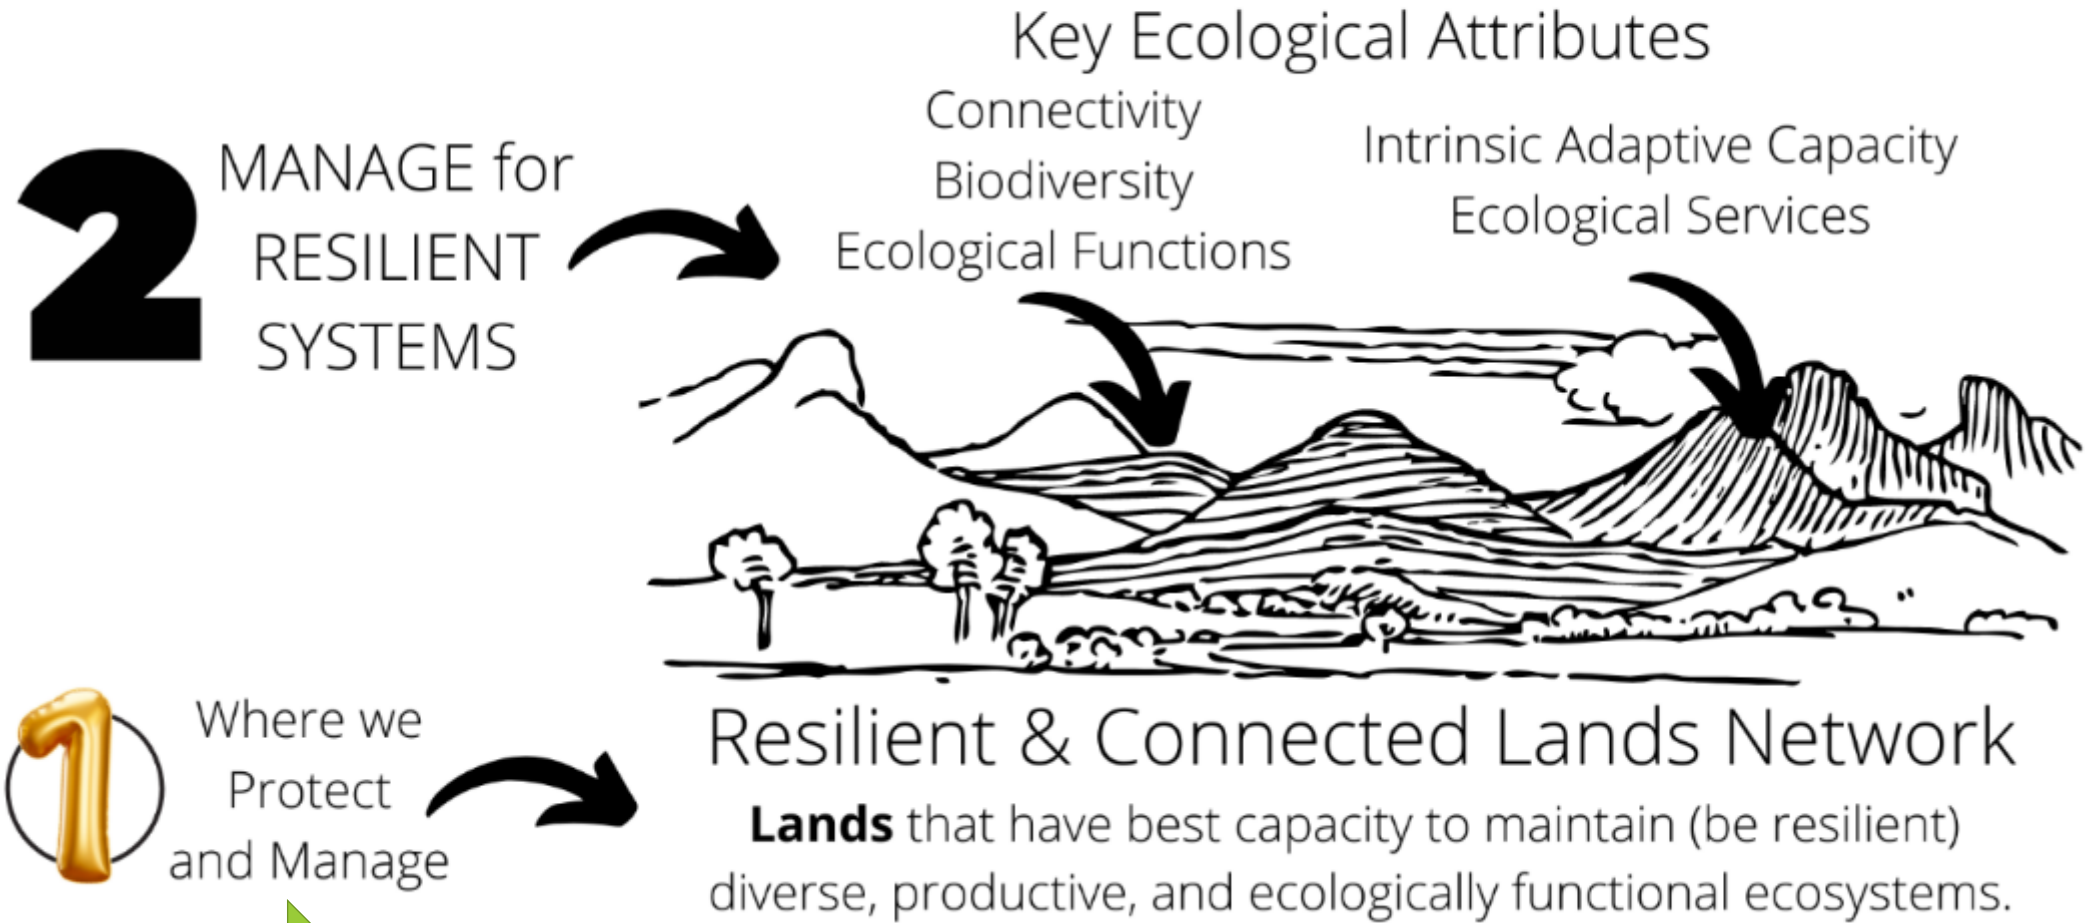 Key Ecological Attributes
Connectivity
Biodiversity
Ecological Functions
Intrinsic Adaptive Capacity
Ecological Services
2
MANAGE for
RESILIENT
SYSTEMS
1
Where we
Protect
and Manage
Resilient & Connected Lands Network
Lands that have best capacity to maintain (be resilient)
diverse, productive, and ecologically functional ecosystems.